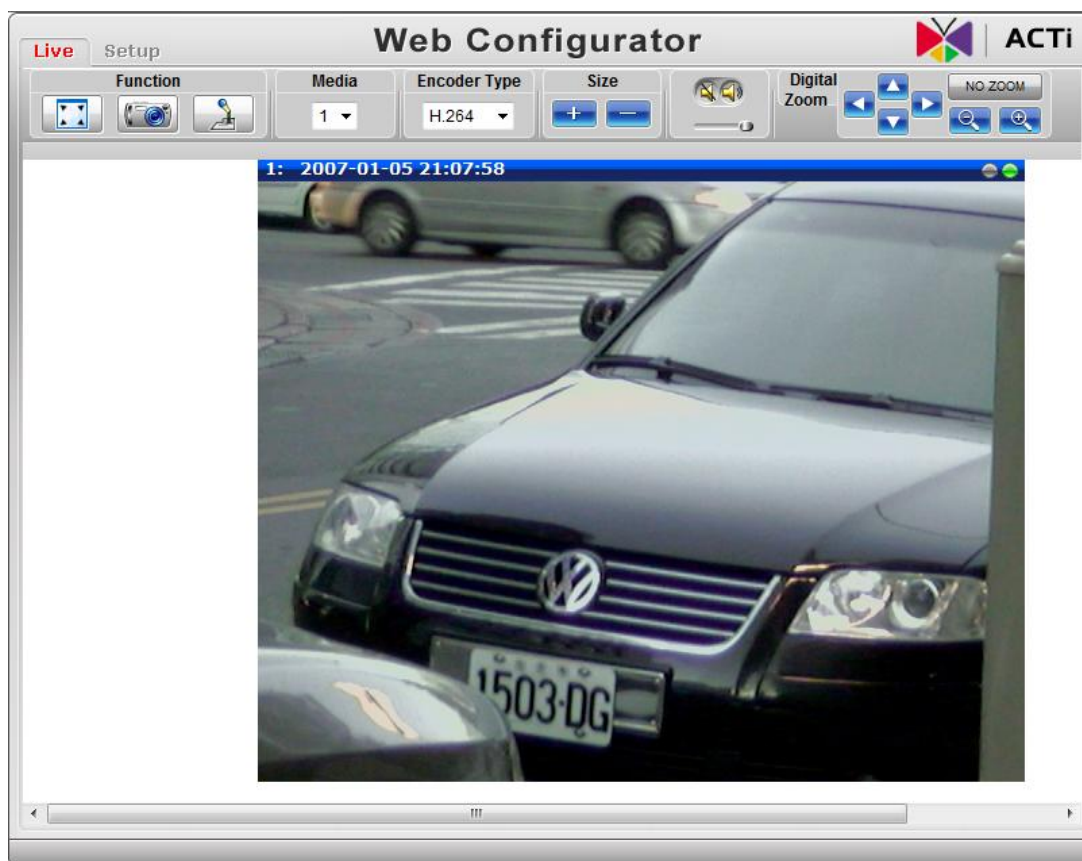 Web Configurator
ACTi
Live
Setup
Function
Media
Encoder Type
Size
Digital Zoom
1
H.264
NO ZOOM
1: 2007-01-05 21:07:58
1503-DG